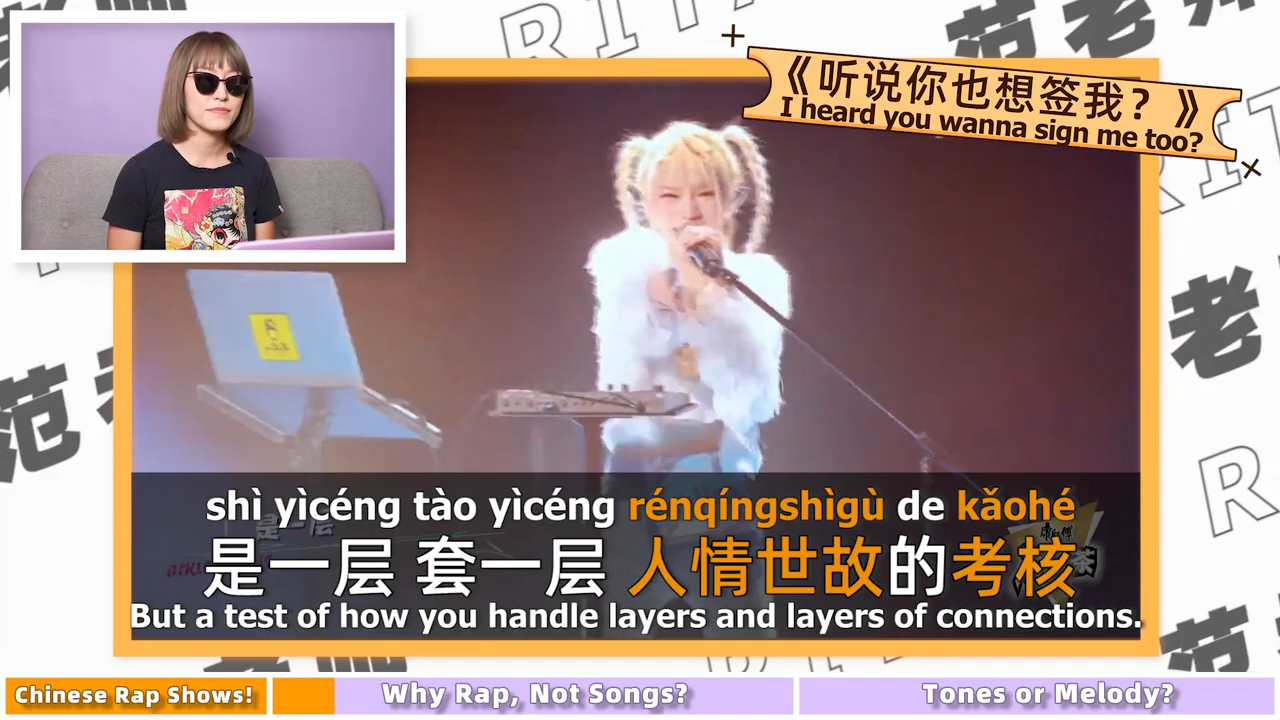 《听说你也想签我？》
I heard you wanna sign me too?
shì yìcéng tào yìcéng rénqíngshìgù de kǎohé
是一层 套一层 人情世故的考核
But a test of how you handle layers and layers of connections.
Chinese Rap Shows!
Why Rap, Not Songs?
Tones or Melody?